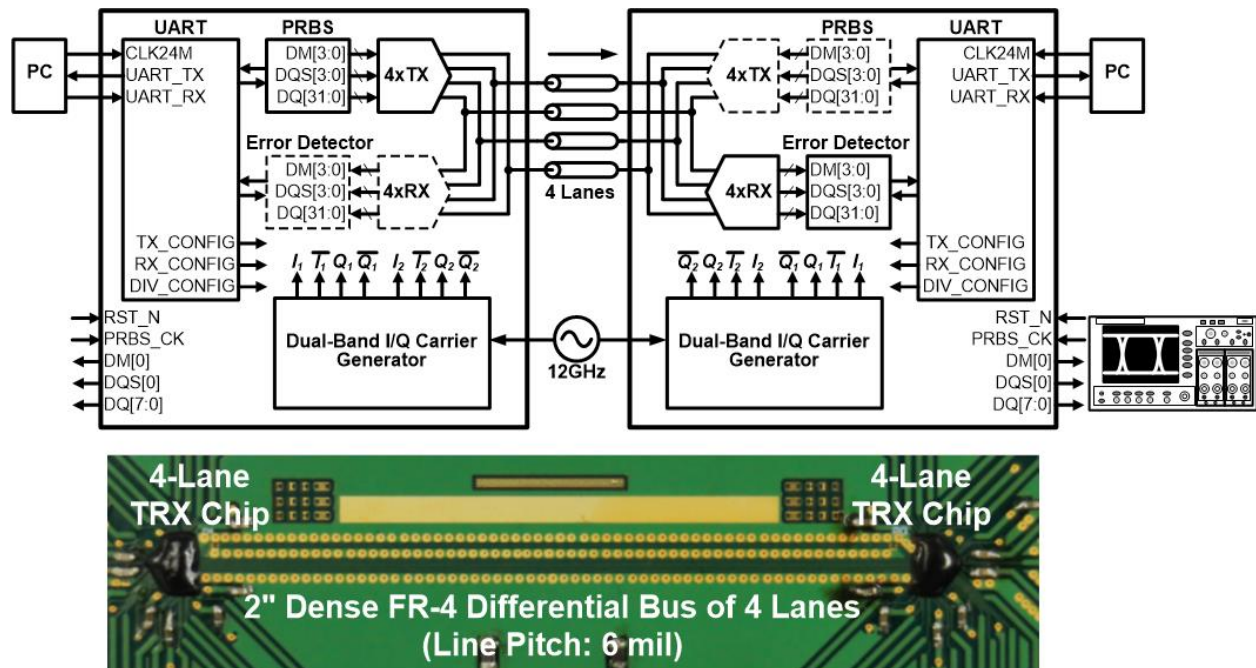 UART
PRBS
PC
CLK24M
UART_TX
UART_RX
DM[3:0]
DQS[3:0]
DQ[31:0]
4xTX
Error Detector
DM[3:0]
DQS[3:0]
DQ[31:0]
4xRX
TX_CONFIG
RX_CONFIG
DIV_CONFIG
I1 T1 Q1 Q1 I2 T2 Q2 Q2
Dual-Band I/Q Carrier
Generator
RST_N
PRBS_CK
DM[0]
DQS[0]
DQ[7:0]
4 Lanes
12GHz
PRBS
UART
4xTX
DM[3:0]
DQS[3:0]
DQ[31:0]
CLK24M
UART_TX
UART_RX
PC
Error Detector
4xRX
DM[3:0]
DQS[3:0]
DQ[31:0]
TX_CONFIG
RX_CONFIG
DIV_CONFIG
Q2 Q2 T2 I2 Q1 Q1 T1 I1
Dual-Band I/Q Carrier
Generator
RST_N
PRBS_CK
DM[0]
DQS[0]
DQ[7:0]
4-Lane
TRX Chip
4-Lane
TRX Chip
2" Dense FR-4 Differential Bus of 4 Lanes
(Line Pitch: 6 mil)